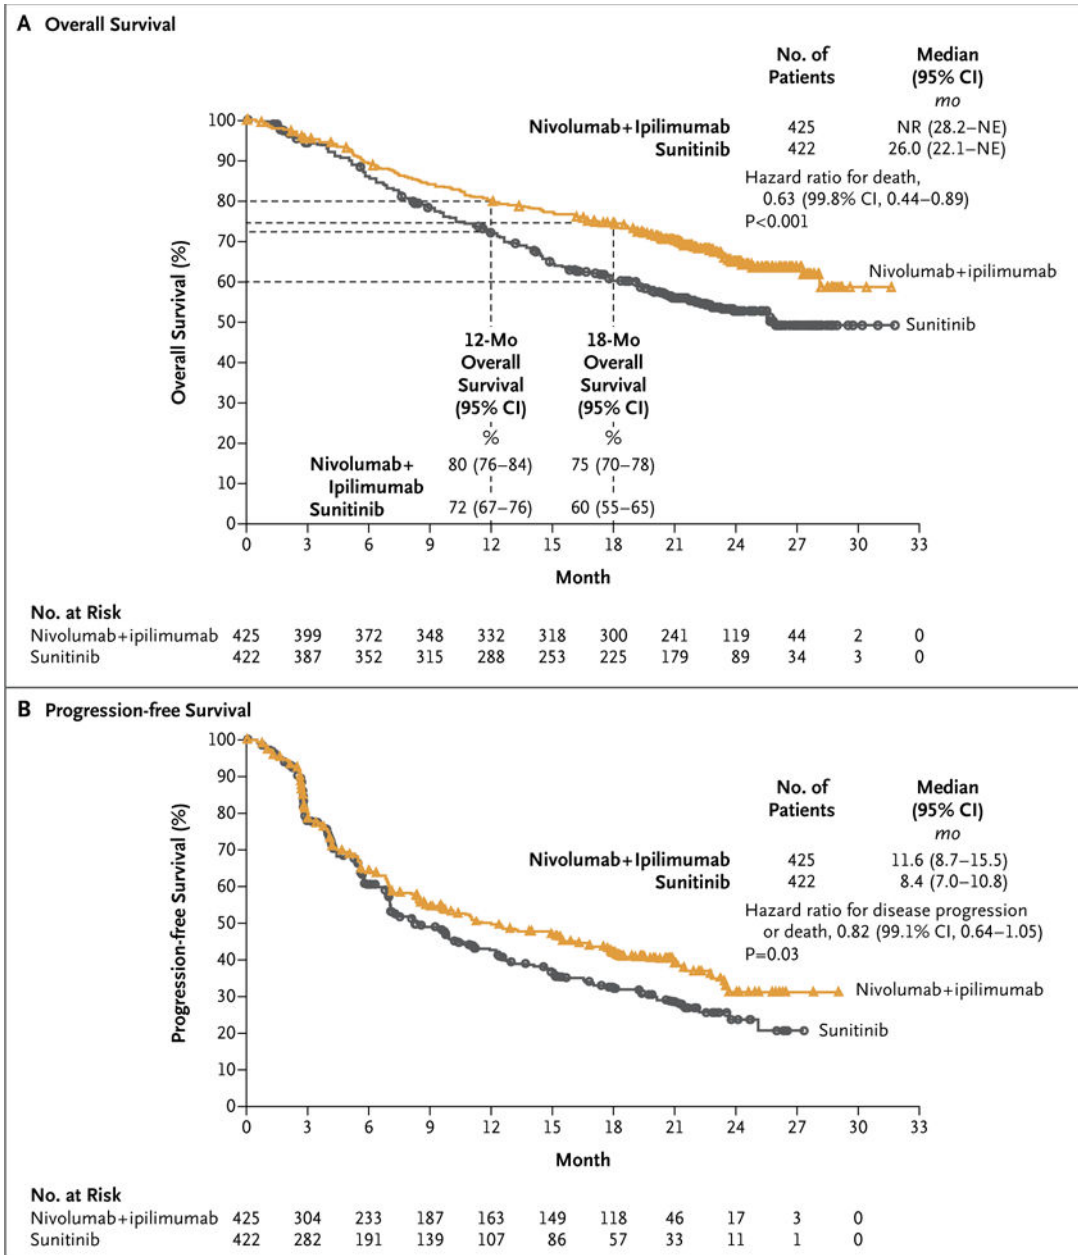 A Overall Survival
No. of Patients Median (95% CI)
mo
Nivolumab+Ipilimumab 425 NR (28.2–NE)
Sunitinib 422 26.0 (22.1–NE)
Hazard ratio for death,
0.63 (99.8% CI, 0.44–0.89)
P<0.001
Overall Survival (%)
100
90
80
70
60
50
40
30
20
10
0
Nivolumab+ipilimumab
Sunitinib
12-Mo Overall Survival (95% CI) 18-Mo Overall Survival (95% CI)
% %
Nivolumab+ Ipilimumab 80 (76–84) 75 (70–78)
Sunitinib 72 (67–76) 60 (55–65)
0 3 6 9 12 15 18 21 24 27 30 33
Month
No. at Risk
Nivolumab+ipilimumab 425 399 372 348 332 318 300 241 119 44 2 0
Sunitinib 422 387 352 315 288 253 225 179 89 34 3 0
B Progression-free Survival
No. of Patients Median (95% CI)
mo
Nivolumab+Ipilimumab 425 11.6 (8.7–15.5)
Sunitinib 422 8.4 (7.0–10.8)
Hazard ratio for disease progression
or death, 0.82 (99.1% CI, 0.64–1.05)
P=0.03
Progression-free Survival (%)
100
90
80
70
60
50
40
30
20
10
0
Nivolumab+ipilimumab
Sunitinib
0 3 6 9 12 15 18 21 24 27 30 33
Month
No. at Risk
Nivolumab+ipilimumab 425 304 233 187 163 149 118 46 17 3 0
Sunitinib 422 282 191 139 107 86 57 33 11 1 0